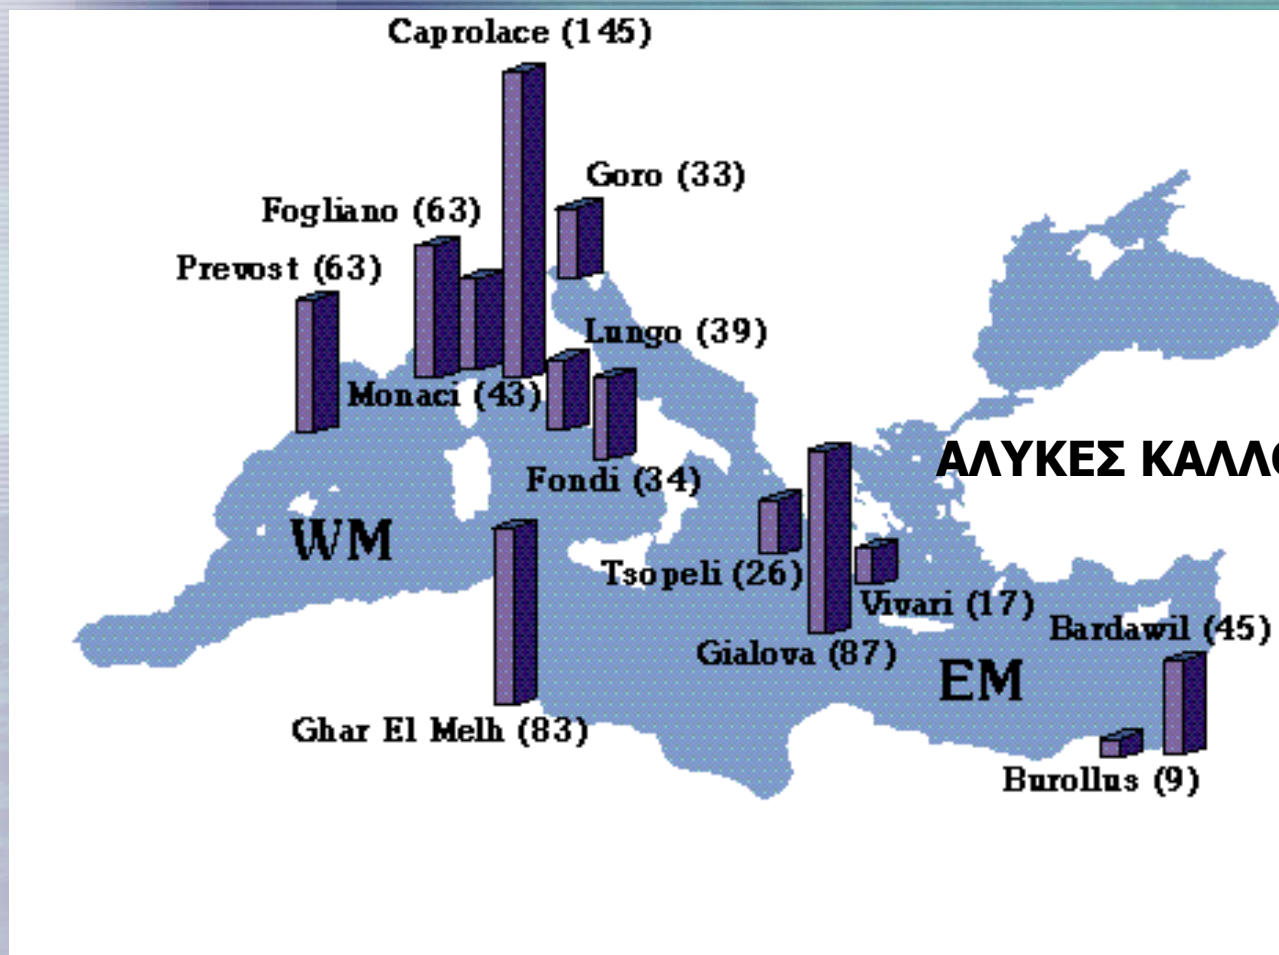 Caprolace (145)
Goro (33)
Fogliano (63)
Prevost (63)
Lungo (39)
Monaci (43)
Fondi (34)
ΑΛΥΚΕΣ
WM
Tsopeli (26)
Vivari (17)
Bardawil (45)
Gialova (87)
EM
Ghar El Melh (83)
Burollus (9)